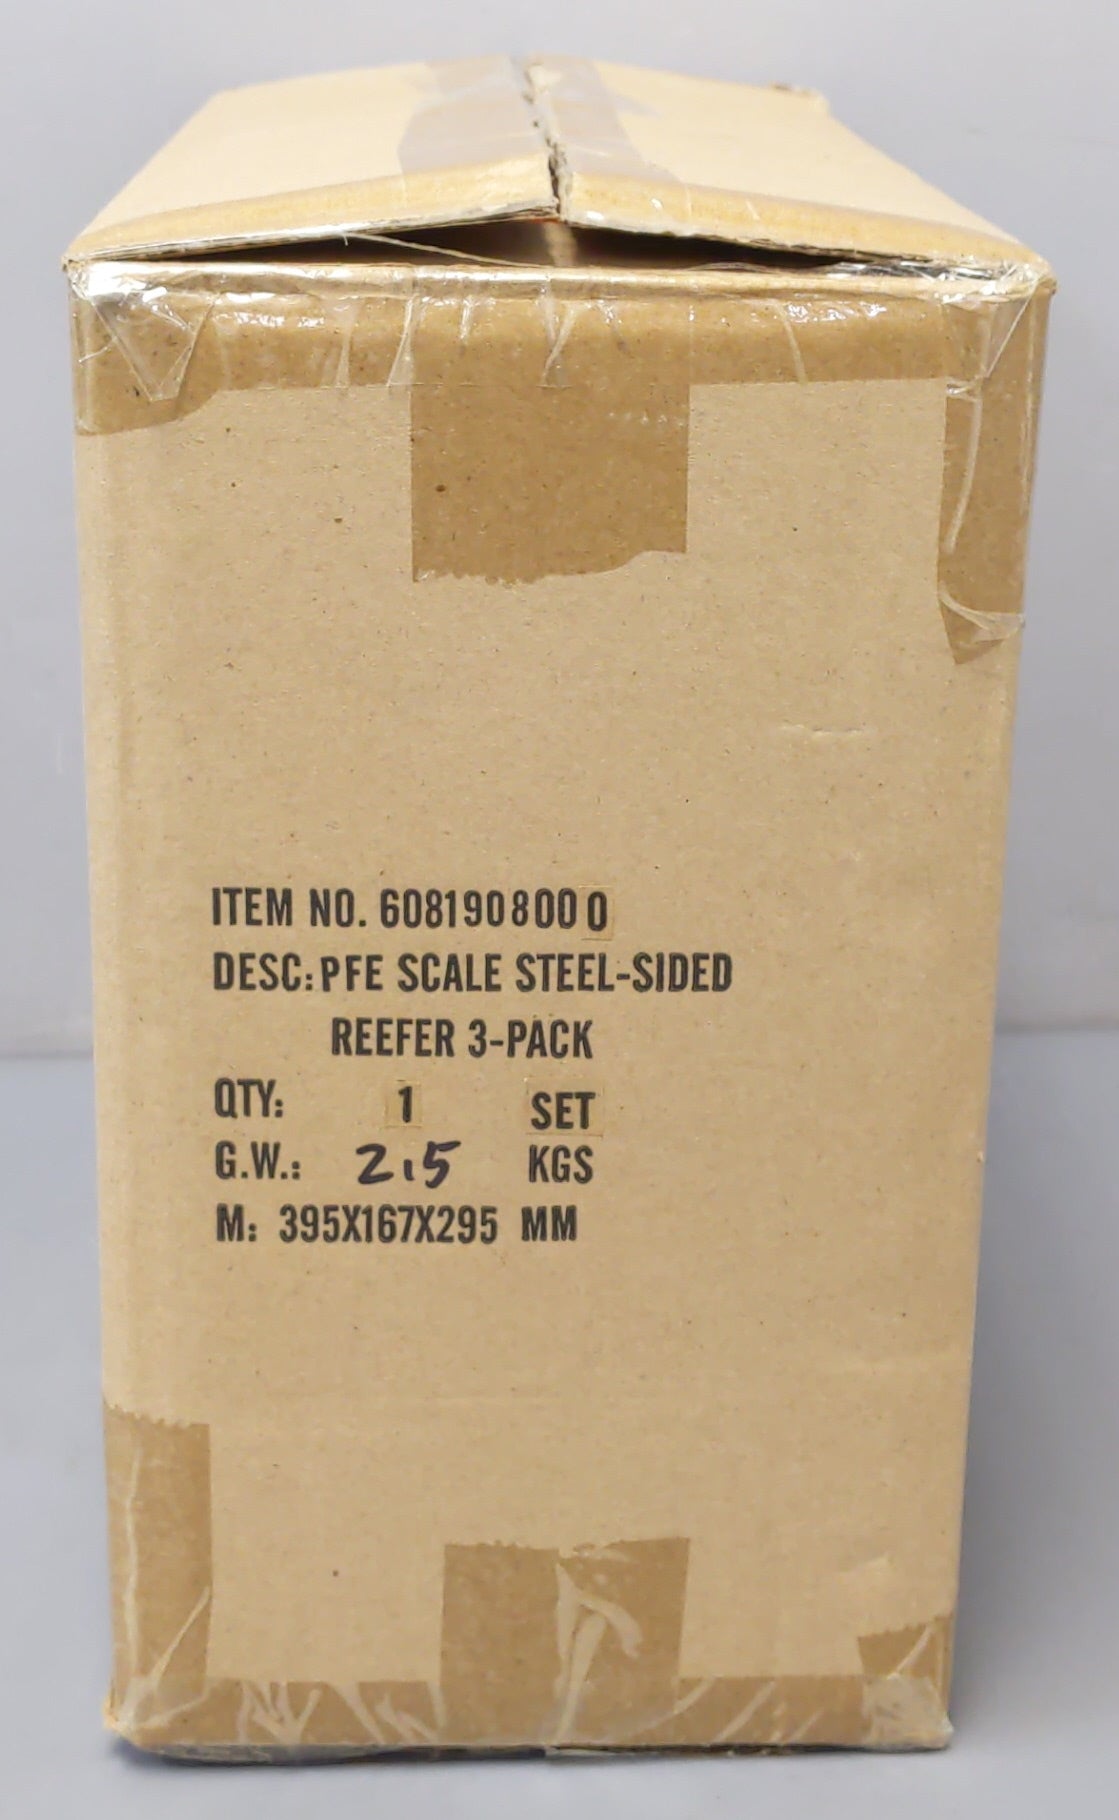 ITEM NO. 6081908000
DESC: PFE SCALE STEEL-SIDED
REEFER 3-PACK
QTY: 1 SET
G.W.: 2.5 KGS
M: 395X167X295 MM